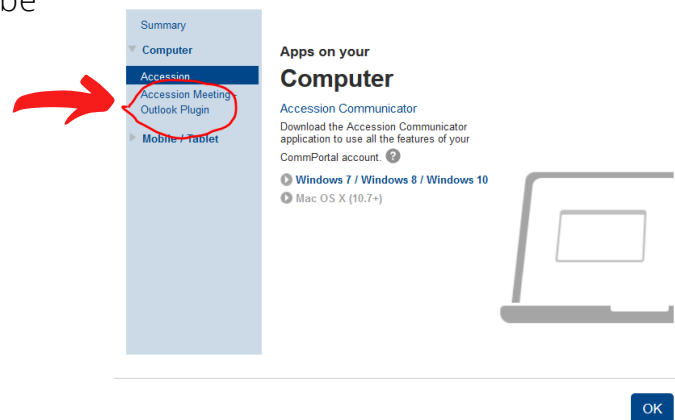 be
Summary
Computer
Accession
Accession Meeting -
Outlook Plugin
Mobile / Tablet
Apps on your
Computer
Accession Communicator
Download the Accession Communicator
application to use all the features of your
CommPortal account. ?
Windows 7 / Windows 8 / Windows 10
Mac OS X (10.7+)
OK